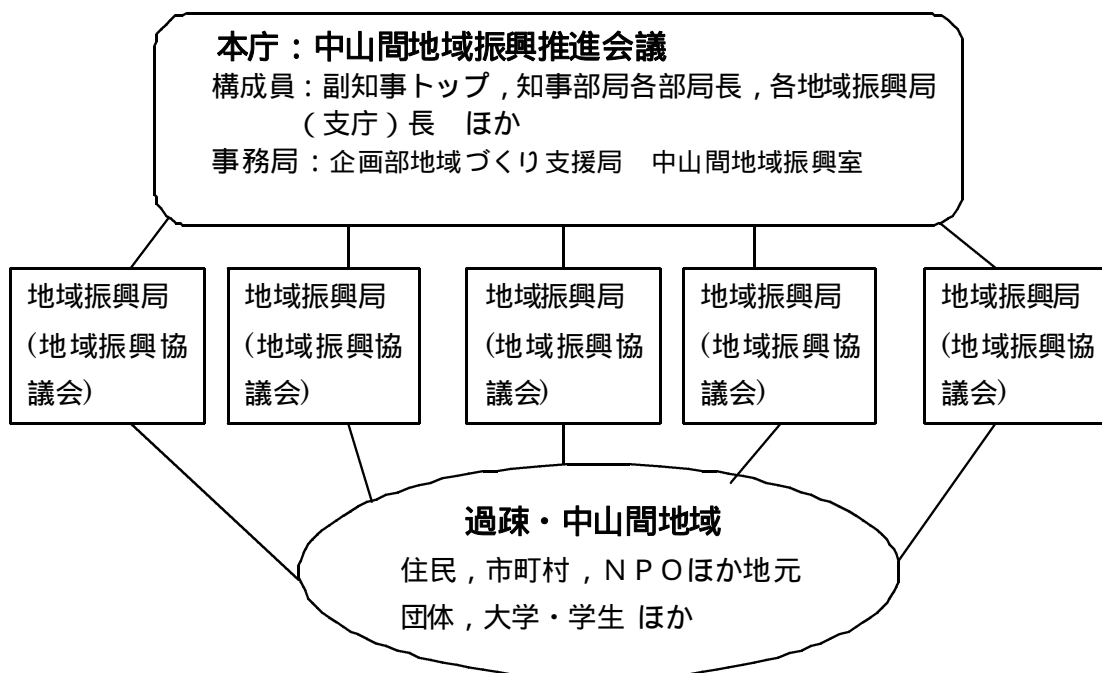 本庁：中山間地域振興推進会議
構成員：副知事トップ，知事部局各部局長，各地域振興局
（支庁）長　ほか
事務局：企画部地域づくり支援局　中山間地域振興室
地域振興局
(地域振興協
議会)
地域振興局
(地域振興協
議会)
地域振興局
(地域振興協
議会)
地域振興局
(地域振興協
議会)
地域振興局
(地域振興協
議会)
過疎・中山間地域
住民，市町村，ＮＰＯほか地元
団体，大学・学生 ほか